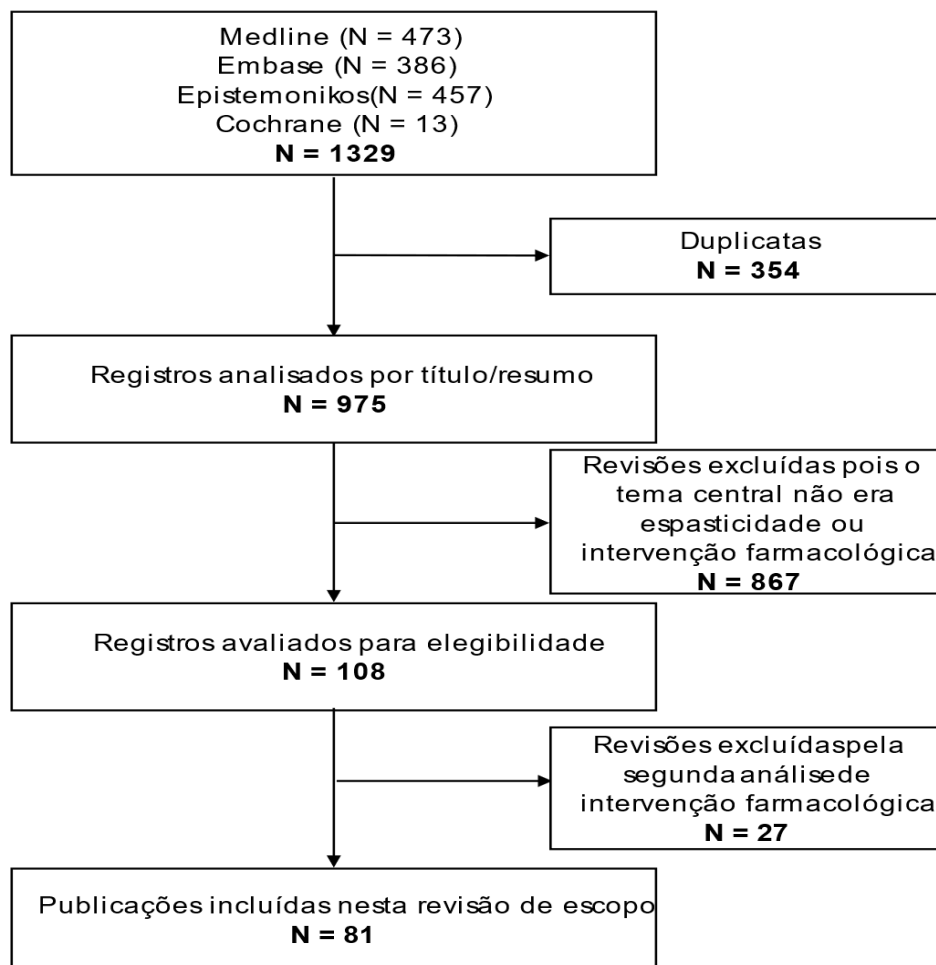 Medline (N = 473)
Embase (N = 386)
Epistemonikos(N = 457)
Cochrane (N = 13)
N = 1329
Duplicatas
N = 354
Registros analisados por título/resumo
N = 975
Revisões excluídas pois o
tema central não era
espasticidade ou
intervenção farmacológica
N = 867
Registros avaliados para elegibilidade
N = 108
Revisões excluídaspela
segunda análisede
intervenção farmacológica
N = 27
Publicações incluídas nesta revisão de escopo
N = 81